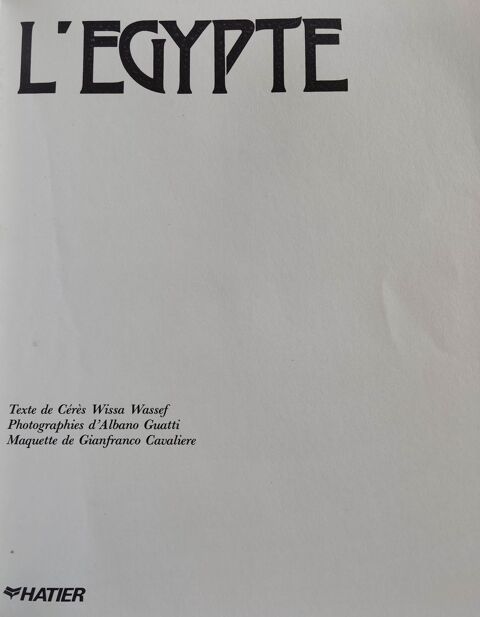 L'EGYPTE
Texte de Cérès Wissa Wassef
Photographies d'Albano Guatti
Maquette de Gianfranco Cavaliere
HATIER